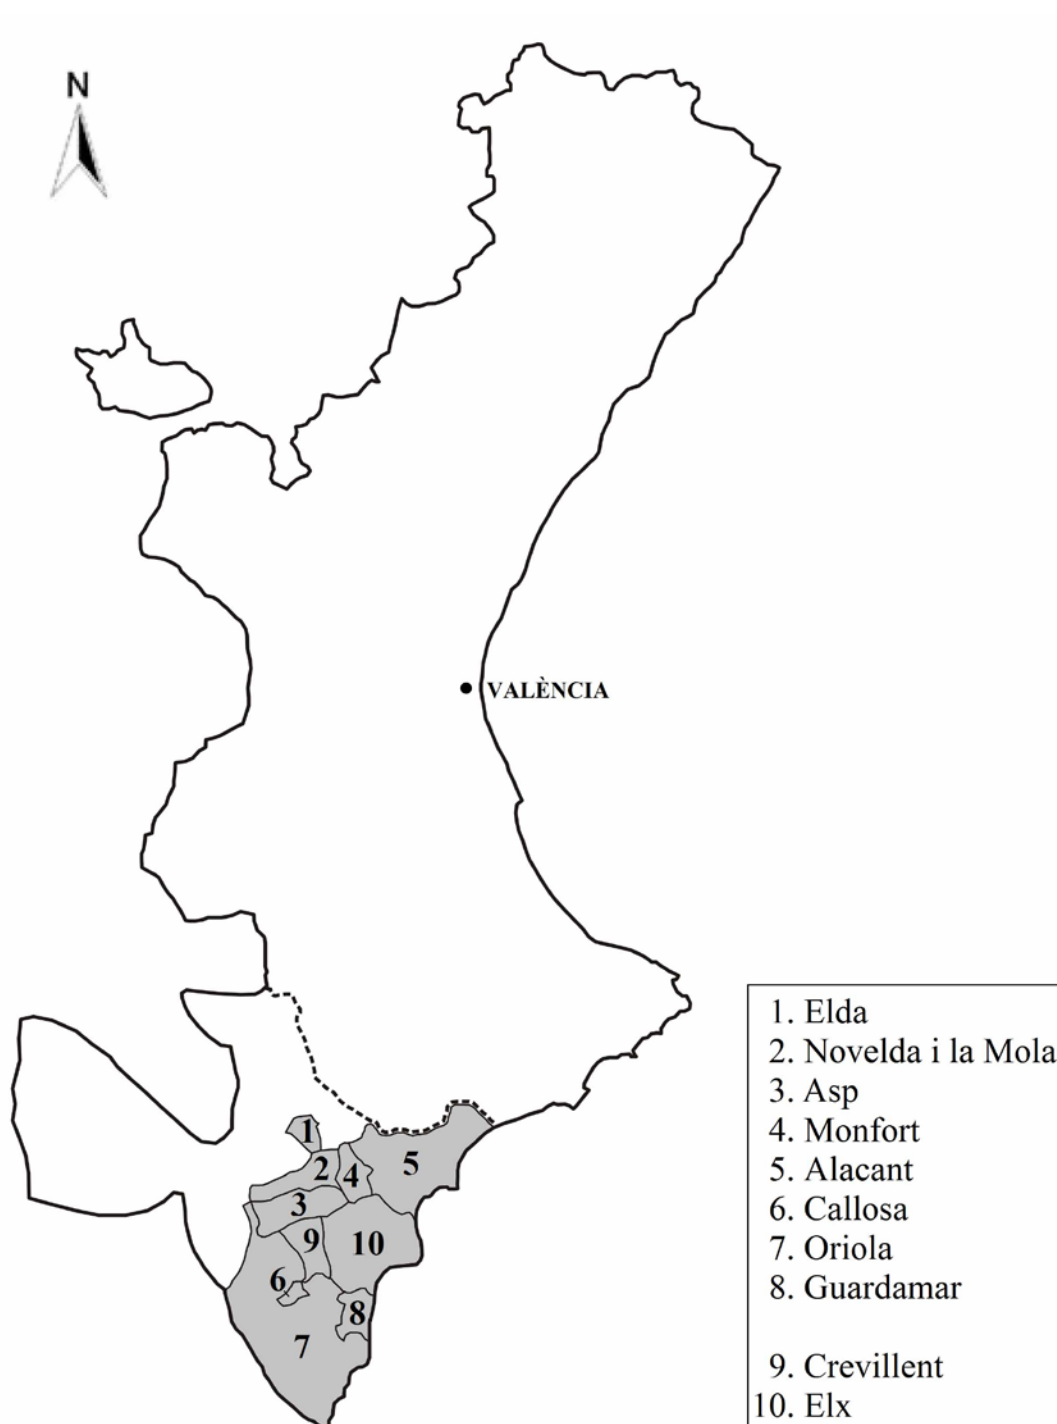 N
VALÈNCIA
1
2
4
5
3
9
10
6
8
7
1. Elda
2. Novelda i la Mola
3. Asp
4. Monfort
5. Alacant
6. Callosa
7. Oriola
8. Guardamar
9. Crevillent
10. Elx